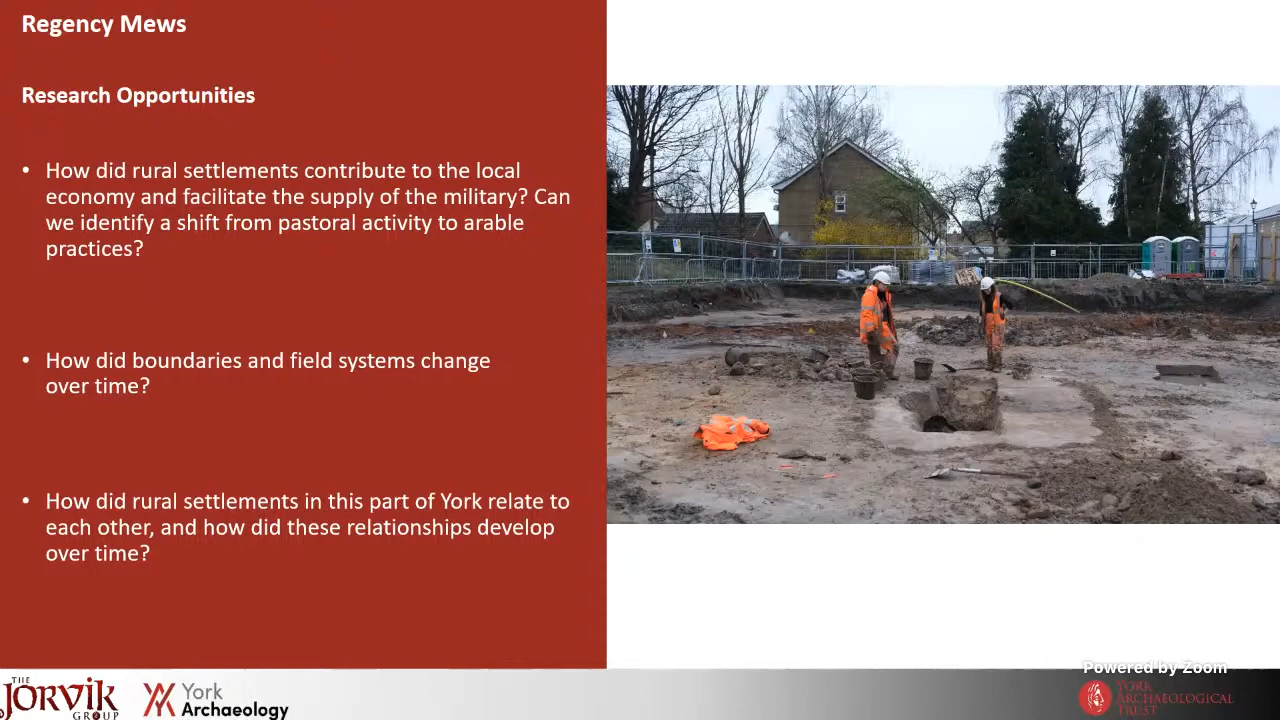 Regency Mews
Research Opportunities
• How did rural settlements contribute to the local
economy and facilitate the supply of the military? Can
we identify a shift from pastoral activity to arable
practices?
• How did boundaries and field systems change
over time?
• How did rural settlements in this part of York relate to
each other, and how did these relationships develop
over time?
Powered by Zoom
THE
JORVIK
GROUP
York
Archaeology
YORK
ARCHAEOLOGICAL
TRUST